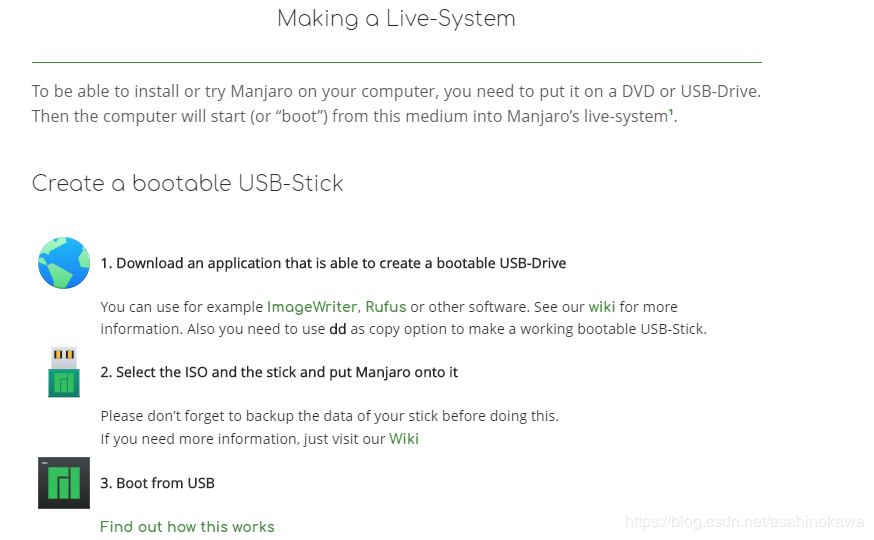 Making a Live-System
To be able to install or try Manjaro on your computer, you need to put it on a DVD or USB-Drive.
Then the computer will start (or “boot”) from this medium into Manjaro’s live-system¹.
Create a bootable USB-Stick
1. Download an application that is able to create a bootable USB-Drive
You can use for example ImageWriter, Rufus or other software. See our wiki for more
information. Also you need to use dd as copy option to make a working bootable USB-Stick.
2. Select the ISO and the stick and put Manjaro onto it
Please don’t forget to backup the data of your stick before doing this.
If you need more information, just visit our Wiki
3. Boot from USB
Find out how this works
https://blog.csdn.net/asahinokawa